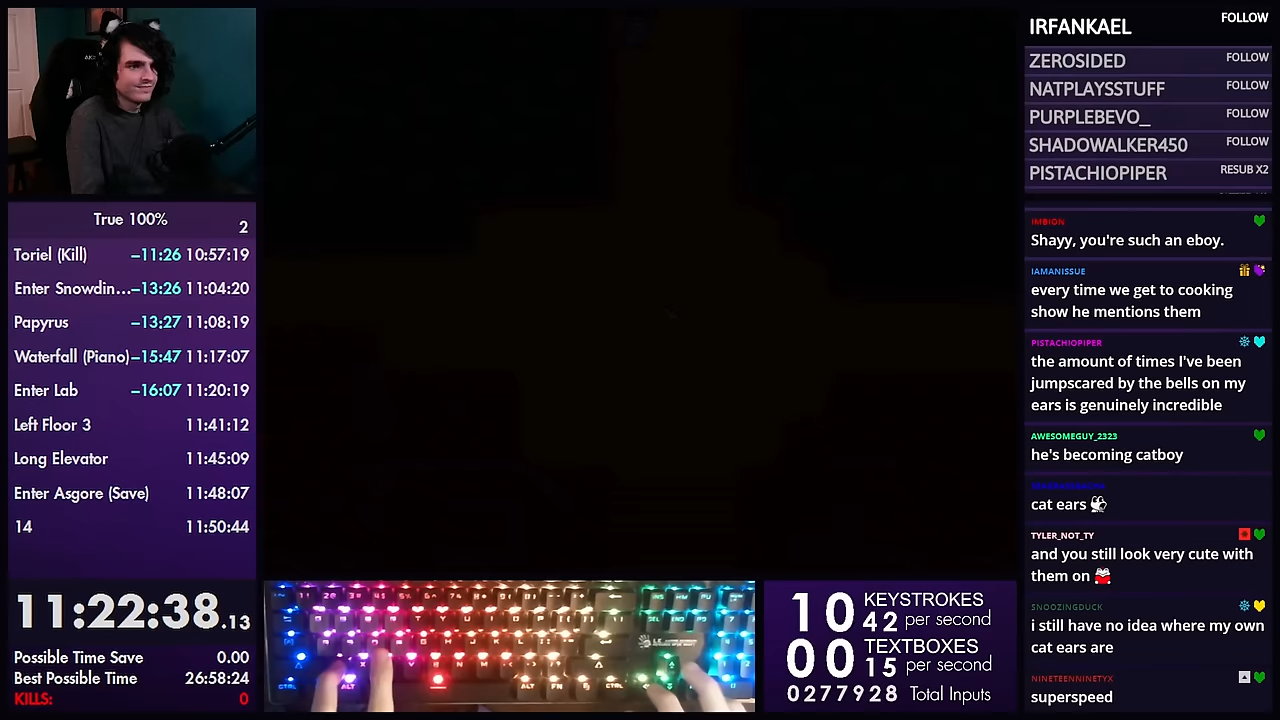 True 100%
2
Toriel (Kill) –11:26 10:57:19
Enter Snowdin... –13:26 11:04:20
Papyrus –13:27 11:08:19
Waterfall (Piano) –15:47 11:17:07
Enter Lab –16:07 11:20:19
Left Floor 3 11:41:12
Long Elevator 11:45:09
Enter Asgore (Save) 11:48:07
14 11:50:44
11:22:38.13
Possible Time Save 0.00
Best Possible Time 26:58:24
KILLS: 0
10 42 KEYSTROKES per second
00 15 TEXTBOXES per second
0277928 Total Inputs
IRFANKAEL FOLLOW
ZEROSIDED FOLLOW
NATPLAYSSTUFF FOLLOW
PURPLEBEVO_ FOLLOW
SHADOWALKER450 FOLLOW
PISTACHIOPIPER RESUB X2
IMBION
Shayy, you're such an eboy.
IAMANISSUE
every time we get to cooking
show he mentions them
PISTACHIOPIPER
the amount of times I've been
jumpscared by the bells on my
ears is genuinely incredible
AWESOMEGUY_2323
he's becoming catboy
cat ears
TYLER_NOT_TY
and you still look very cute with
them on
SNOOZINGDUCK
i still have no idea where my own
cat ears are
NINETEENNINETYX
superspeed